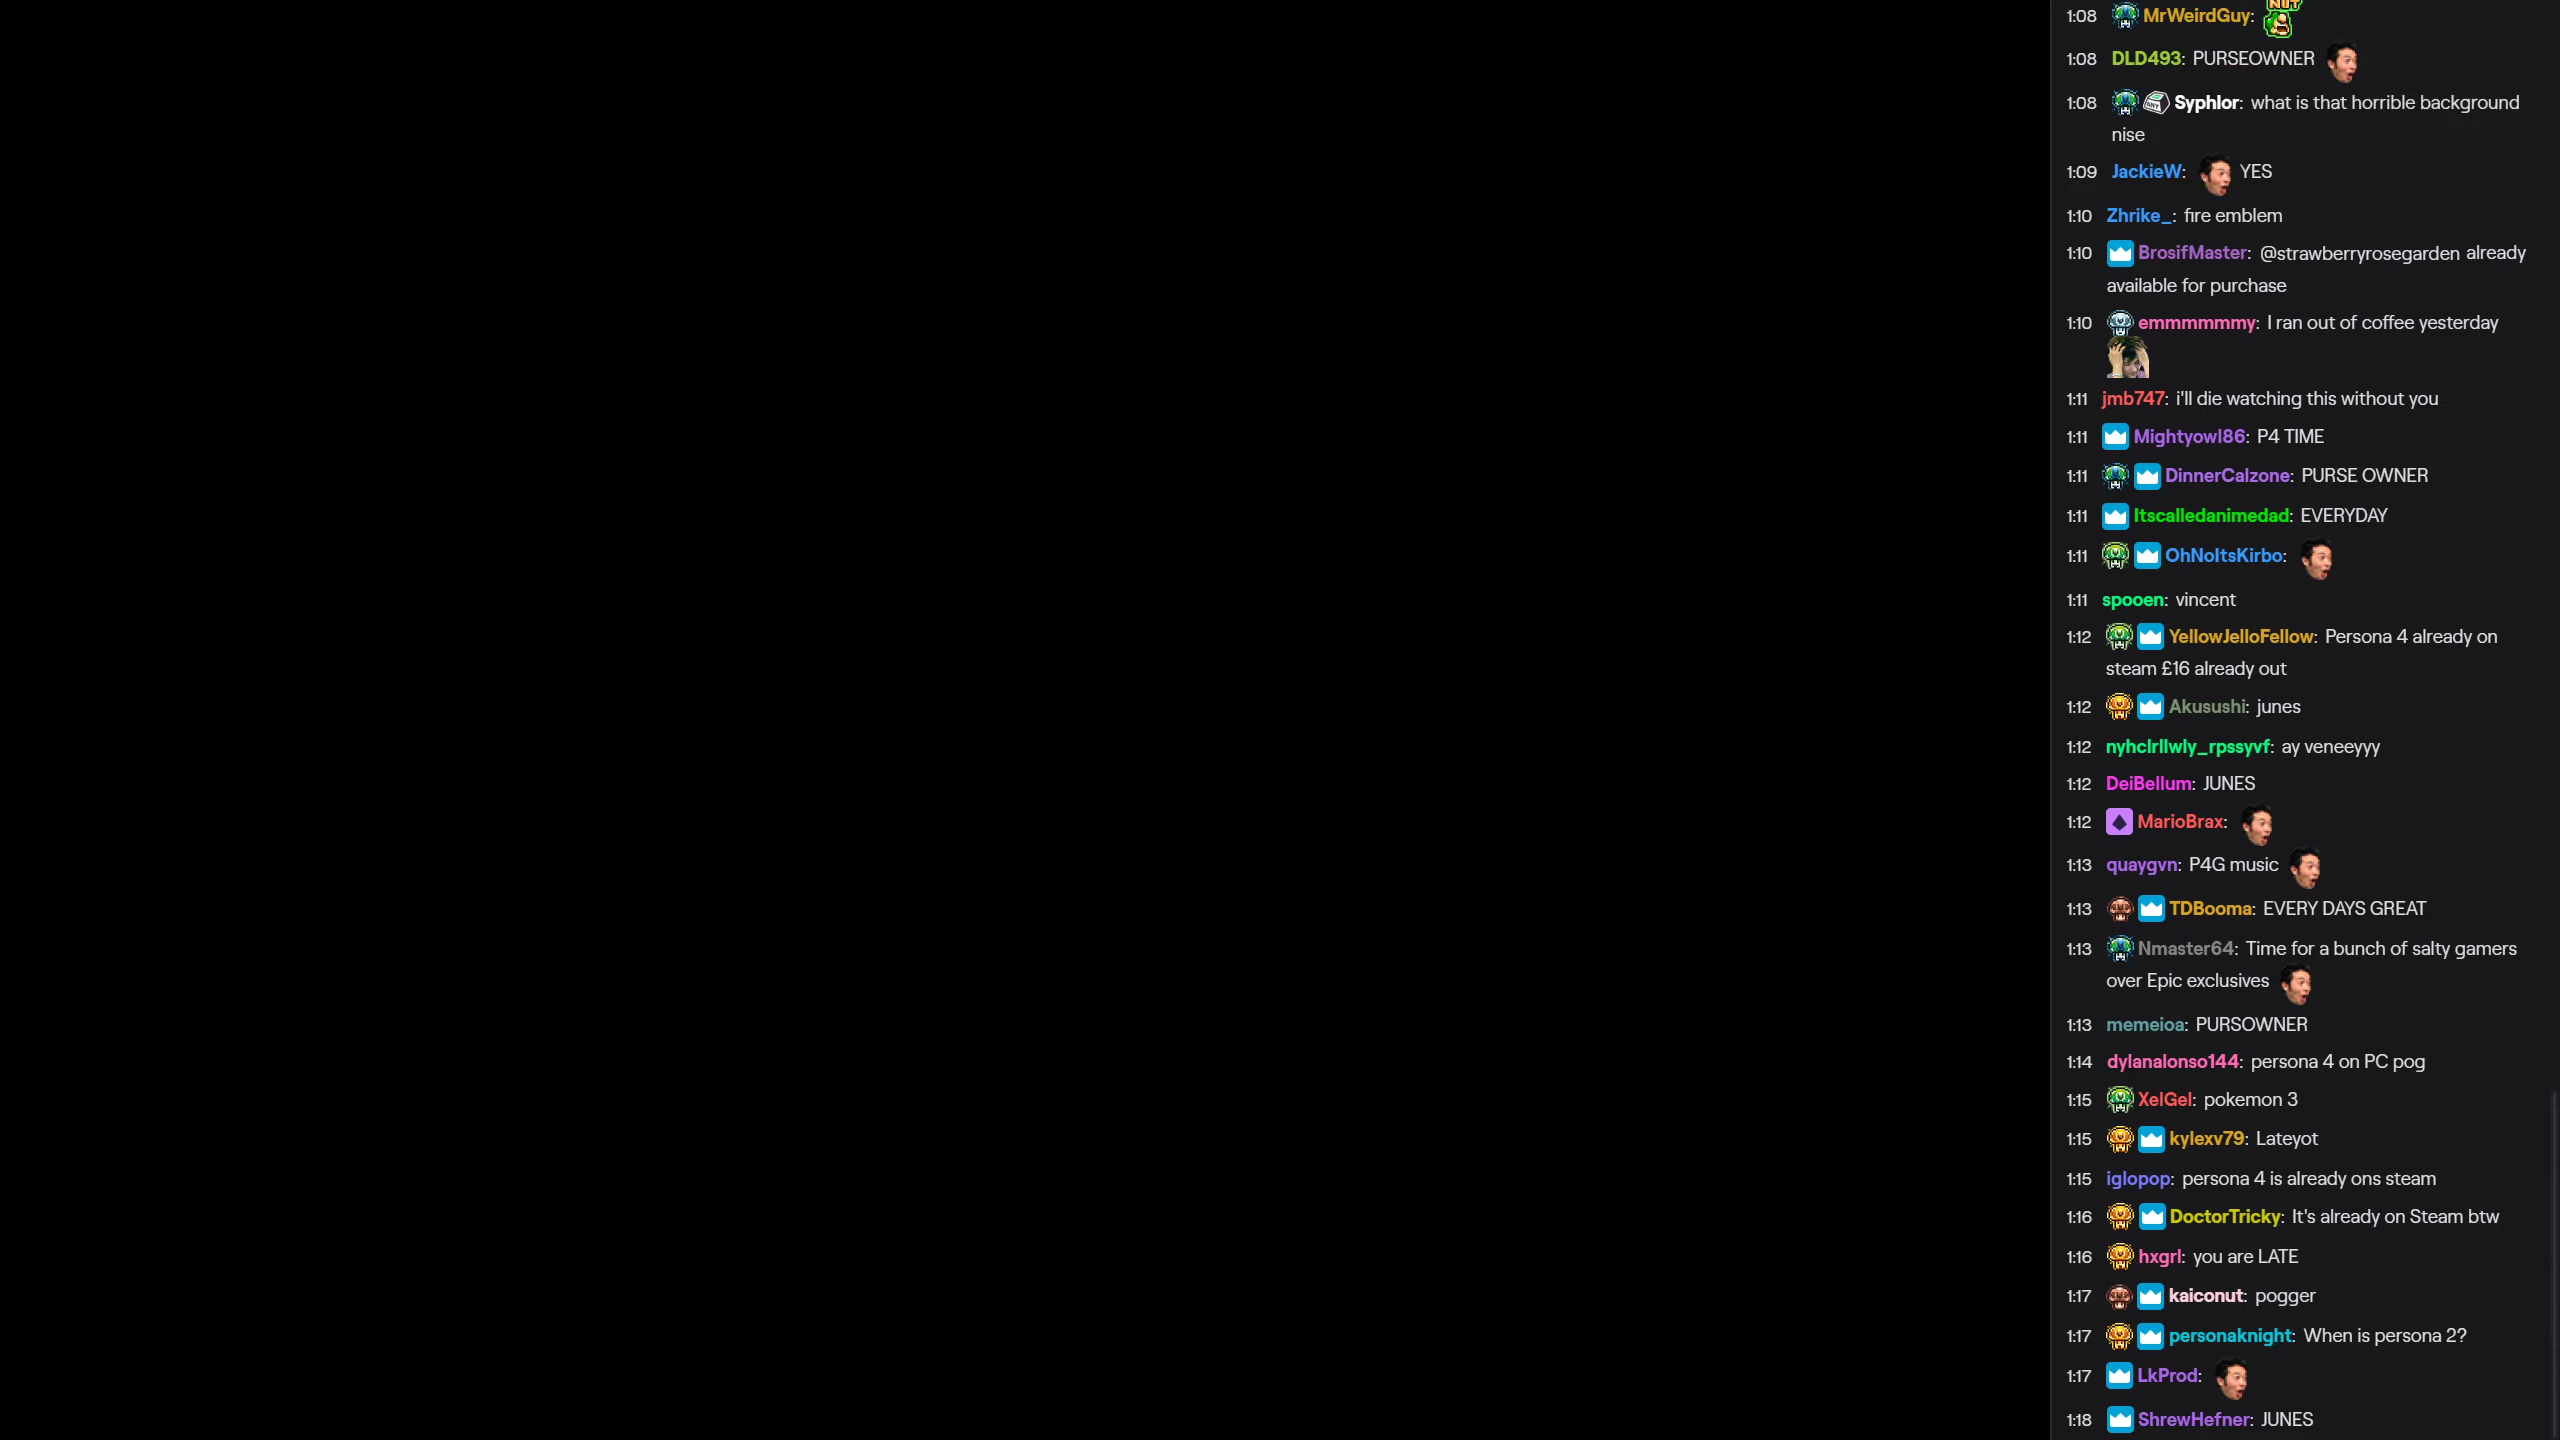 1:08 MrWeirdGuy: NUT
1:08 DLD493: PURSEOWNER
1:08 Syphlor: what is that horrible background
nise
1:09 JackieW: YES
1:10 Zhrike_: fire emblem
1:10 BrosifMaster: @strawberryrosegarden already
available for purchase
1:10 emmmmmmy: I ran out of coffee yesterday
1:11 jmb747: i'll die watching this without you
1:11 Mightyowl86: P4 TIME
1:11 DinnerCalzone: PURSE OWNER
1:11 Itscalledanimedad: EVERYDAY
1:11 OhNoItsKirbo:
1:11 spooen: vincent
1:12 YellowJelloFellow: Persona 4 already on
steam £16 already out
1:12 Akusushi: junes
1:12 nyhclrllwly_rpssyvf: ay veneeyyy
1:12 DeiBellum: JUNES
1:12 MarioBrax:
1:13 quaygvn: P4G music
1:13 TDBooma: EVERY DAYS GREAT
1:13 Nmaster64: Time for a bunch of salty gamers
over Epic exclusives
1:13 memeioa: PURSOWNER
1:14 dylanalonso144: persona 4 on PC pog
1:15 XelGel: pokemon 3
1:15 kylexv79: Lateyot
1:15 iglopop: persona 4 is already ons steam
1:16 DoctorTricky: It's already on Steam btw
1:16 hxgrl: you are LATE
1:17 kaiconut: pogger
1:17 personaknight: When is persona 2?
1:17 LkProd:
1:18 ShrewHefner: JUNES